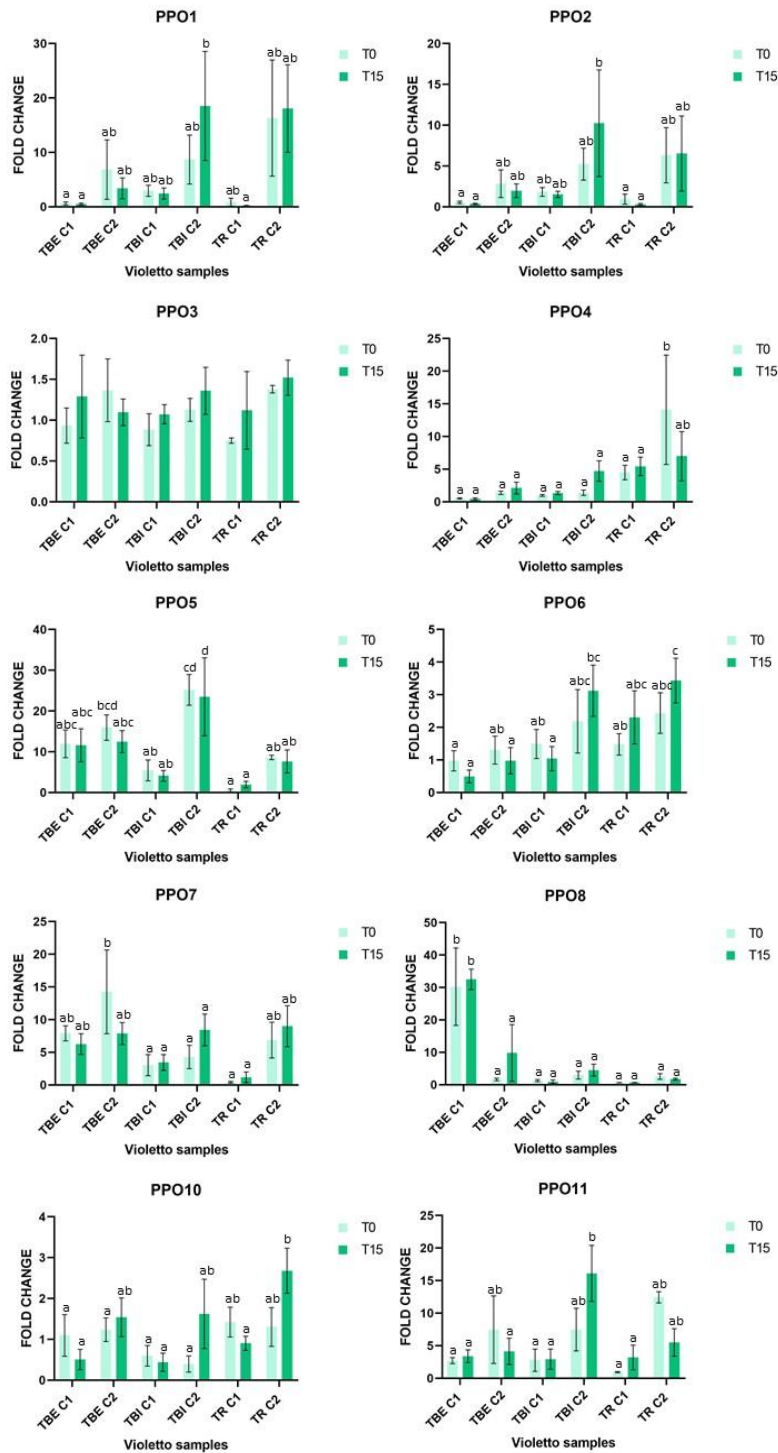 PPO1
FOLD CHANGE
30
20
10
0
a a ab ab ab ab ab b ab a ab ab
TBE C1 TBE C2 TBI C1 TBI C2 TR C1 TR C2
Violetto samples
T0
T15
PPO2
FOLD CHANGE
20
15
10
5
0
a a ab ab ab ab ab b a a ab ab
TBE C1 TBE C2 TBI C1 TBI C2 TR C1 TR C2
Violetto samples
T0
T15
PPO3
FOLD CHANGE
2.0
1.5
1.0
0.5
0.0
TBE C1 TBE C2 TBI C1 TBI C2 TR C1 TR C2
Violetto samples
T0
T15
PPO4
FOLD CHANGE
25
20
15
10
5
0
a a a a a a a a a a b ab
TBE C1 TBE C2 TBI C1 TBI C2 TR C1 TR C2
Violetto samples
T0
T15
PPO5
FOLD CHANGE
40
30
20
10
0
abc abc bcd abc ab ab cd d a a ab ab
TBE C1 TBE C2 TBI C1 TBI C2 TR C1 TR C2
Violetto samples
T0
T15
PPO6
FOLD CHANGE
5
4
3
2
1
0
a a ab a ab a abc bc ab abc abc c
TBE C1 TBE C2 TBI C1 TBI C2 TR C1 TR C2
Violetto samples
T0
T15
PPO7
FOLD CHANGE
25
20
15
10
5
0
ab ab b ab a a a a a a ab ab
TBE C1 TBE C2 TBI C1 TBI C2 TR C1 TR C2
Violetto samples
T0
T15
PPO8
FOLD CHANGE
50
40
30
20
10
0
b b a a a a a a a a a a
TBE C1 TBE C2 TBI C1 TBI C2 TR C1 TR C2
Violetto samples
T0
T15
PPO10
FOLD CHANGE
4
3
2
1
0
a a a ab a a a ab ab a a b
TBE C1 TBE C2 TBI C1 TBI C2 TR C1 TR C2
Violetto samples
T0
T15
PPO11
FOLD CHANGE
25
20
15
10
5
0
a a ab a a a ab b a a ab ab
TBE C1 TBE C2 TBI C1 TBI C2 TR C1 TR C2
Violetto samples
T0
T15